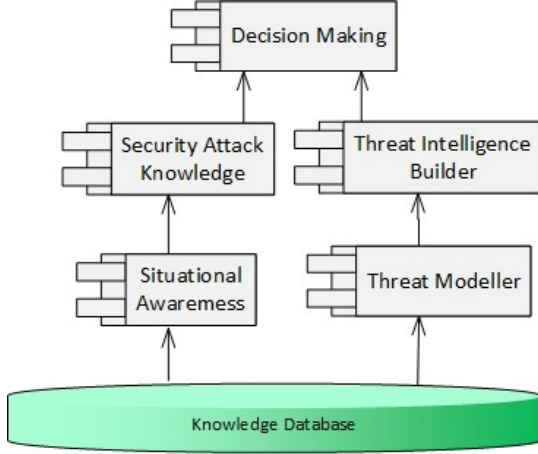 Decision Making
Security Attack
Knowledge
Threat Intelligence
Builder
Situational
Awaremess
Threat Modeller
Knowledge Database